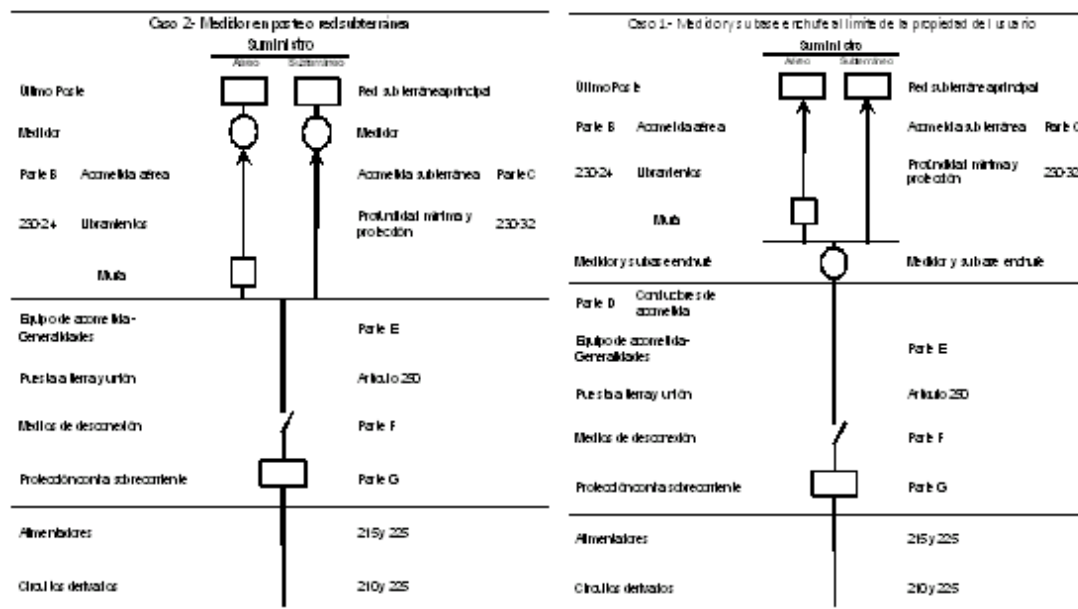 Caso 2- Medidor en poste o red subterránea
Suministro
Aéreo Subterráneo
Último Poste Red subterránea principal
Medidor Medidor
Parte B Acometida aérea Acometida subterránea Parte C
230-24 Libramientos Profundidad mínima y
protección 230-32
Mufa
Equipo de acometida-
Generalidades Parte E
Puesta a tierra y unión Artículo 250
Medios de desconexión Parte F
Protección contra sobrecorriente Parte G
Alimentadores 215 y 225
Circuitos derivados 210 y 225
Caso 1.- Medidor y su base enchufe al límite de la propiedad del usuario
Suministro
Aéreo Subterráneo
Último Poste Red subterránea principal
Parte B Acometida aérea Acometida subterránea Parte C
230-24 Libramientos Profundidad mínima y
protección 230-32
Mufa
Medidor y su base enchufe Medidor y su base enchufe
Parte D Conductores de
acometida
Equipo de acometida-
Generalidades Parte E
Puesta a tierra y unión Artículo 250
Medios de desconexión Parte F
Protección contra sobrecorriente Parte G
Alimentadores 215 y 225
Circuitos derivados 210 y 225